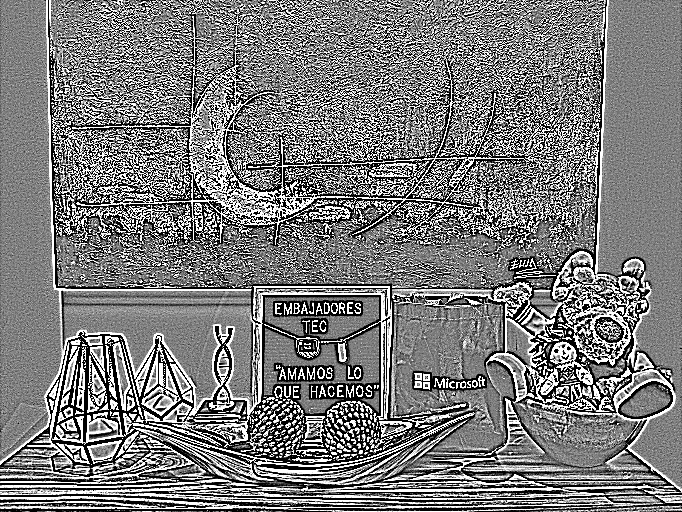 EMBAJADORES
TEC
"AMAMOS LO
QUE HACEMOS"
Microsoft